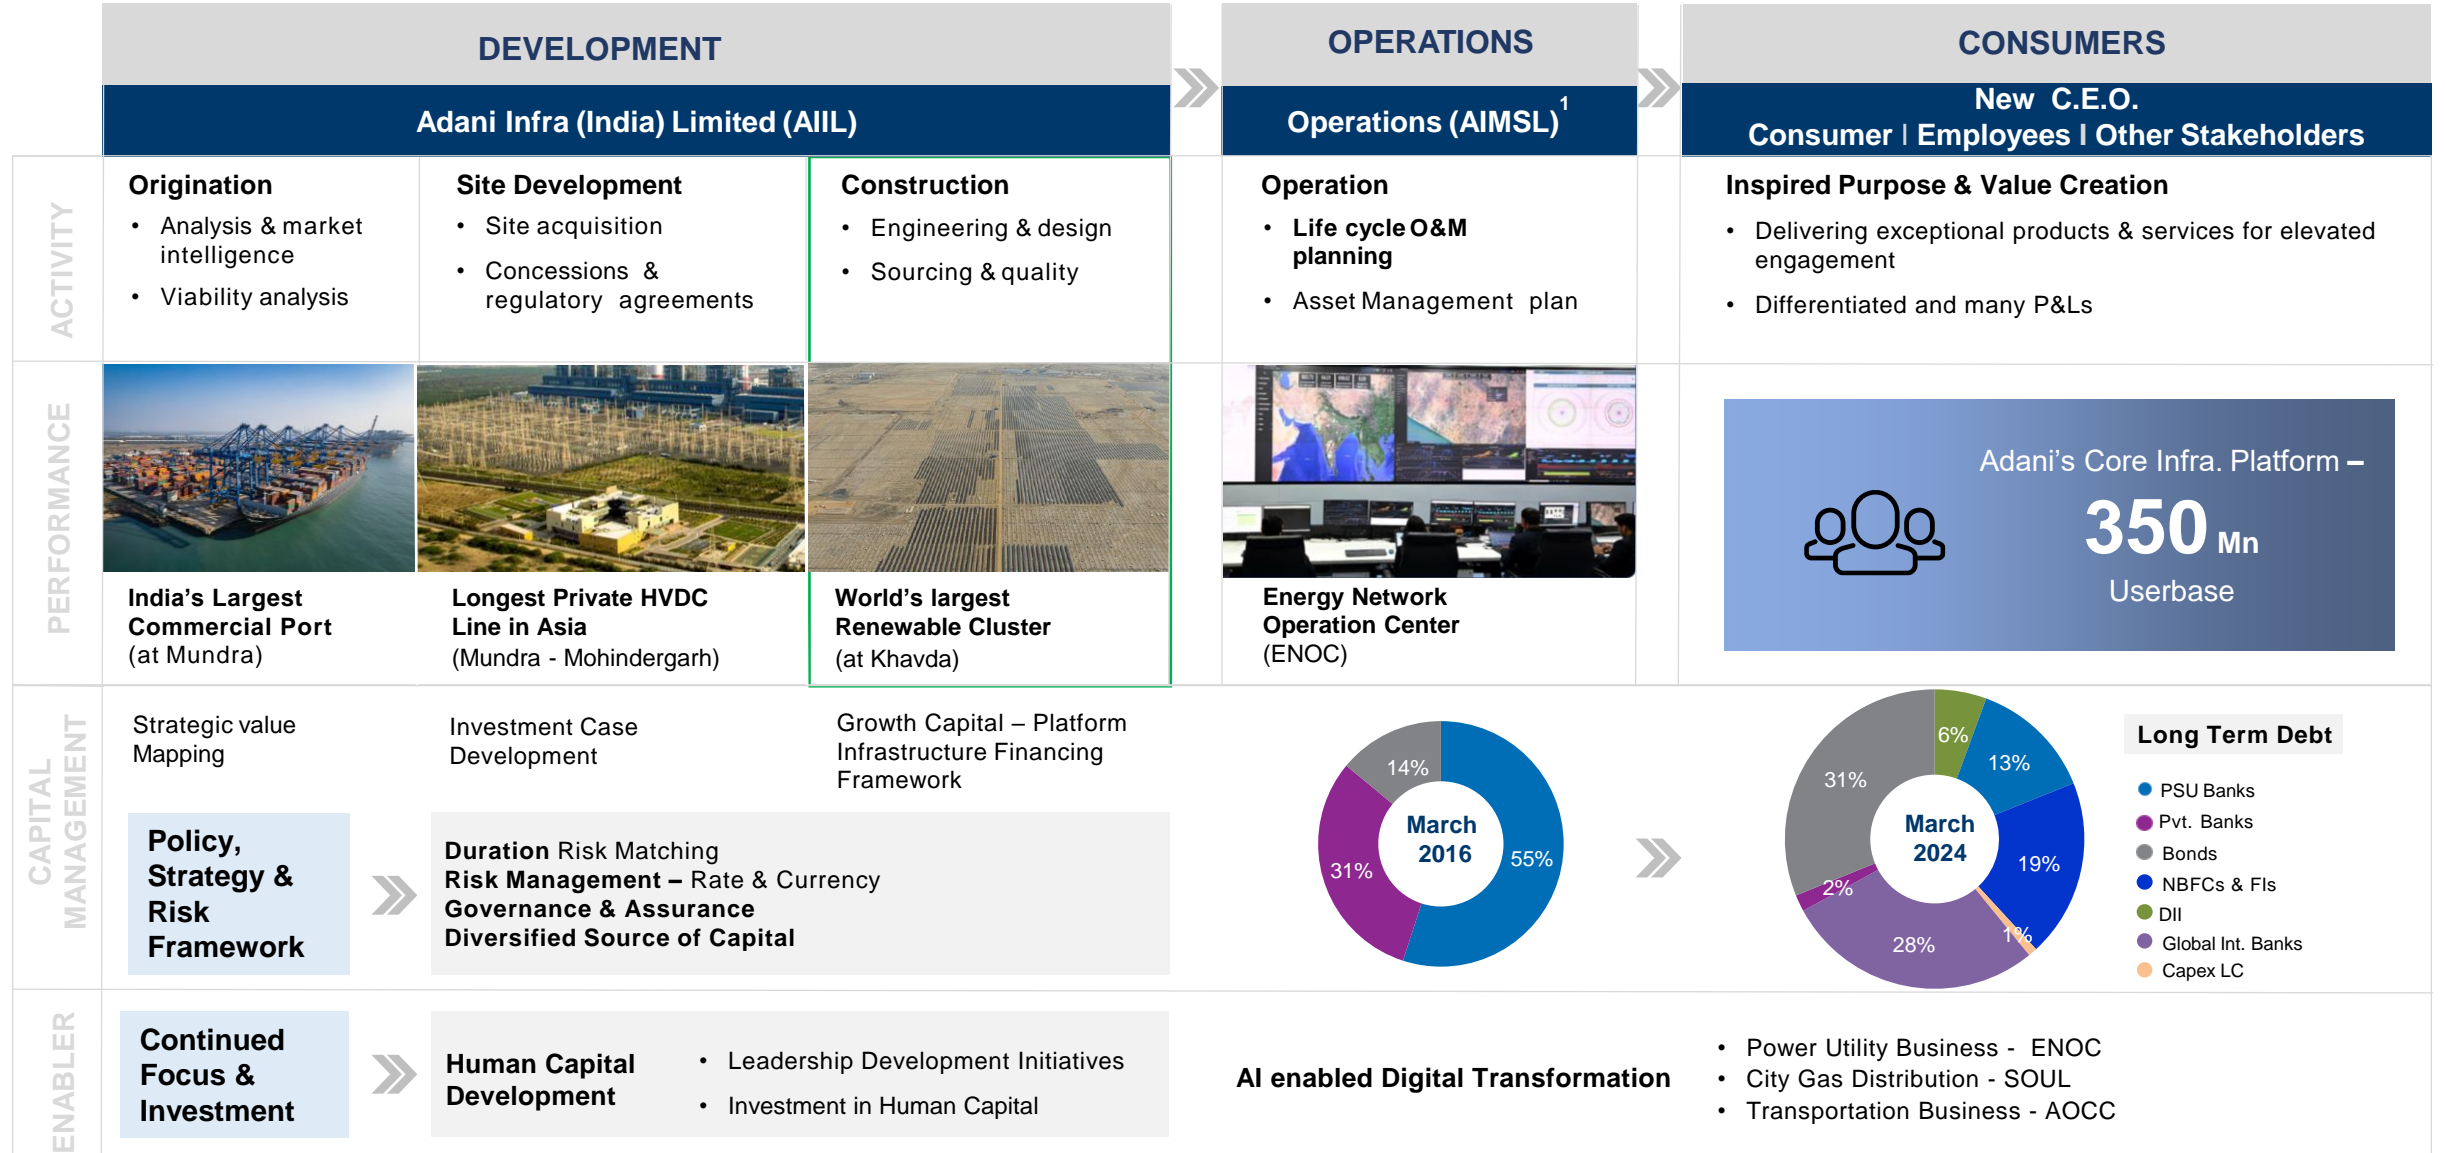 DEVELOPMENT
OPERATIONS
CONSUMERS
Adani Infra (India) Limited (AIIL)
Operations (AIMSL)1
New C.E.O.
Consumer I Employees I Other Stakeholders
ACTIVITY
Origination
• Analysis & market
intelligence
• Viability analysis
Site Development
• Site acquisition
• Concessions &
regulatory agreements
Construction
• Engineering & design
• Sourcing & quality
Operation
• Life cycle O&M
planning
• Asset Management plan
Inspired Purpose & Value Creation
• Delivering exceptional products & services for elevated
engagement
• Differentiated and many P&Ls
PERFORMANCE
India's Largest
Commercial Port
(at Mundra)
Longest Private HVDC
Line in Asia
(Mundra - Mohindergarh)
World's largest
Renewable Cluster
(at Khavda)
Energy Network
Operation Center
(ENOC)
Adani's Core Infra. Platform –
350 Mn
Userbase
CAPITAL
MANAGEMENT
Strategic value
Mapping
Investment Case
Development
Growth Capital – Platform
Infrastructure Financing
Framework
Policy,
Strategy &
Risk
Framework
Duration Risk Matching
Risk Management – Rate & Currency
Governance & Assurance
Diversified Source of Capital
14%
31%
55%
March
2016
6%
13%
19%
1%
28%
2%
31%
March
2024
Long Term Debt
PSU Banks
Pvt. Banks
Bonds
NBFCs & FIs
DII
Global Int. Banks
Capex LC
ENABLER
Continued
Focus &
Investment
Human Capital
Development
• Leadership Development Initiatives
• Investment in Human Capital
AI enabled Digital Transformation
• Power Utility Business - ENOC
• City Gas Distribution - SOUL
• Transportation Business - AOCC